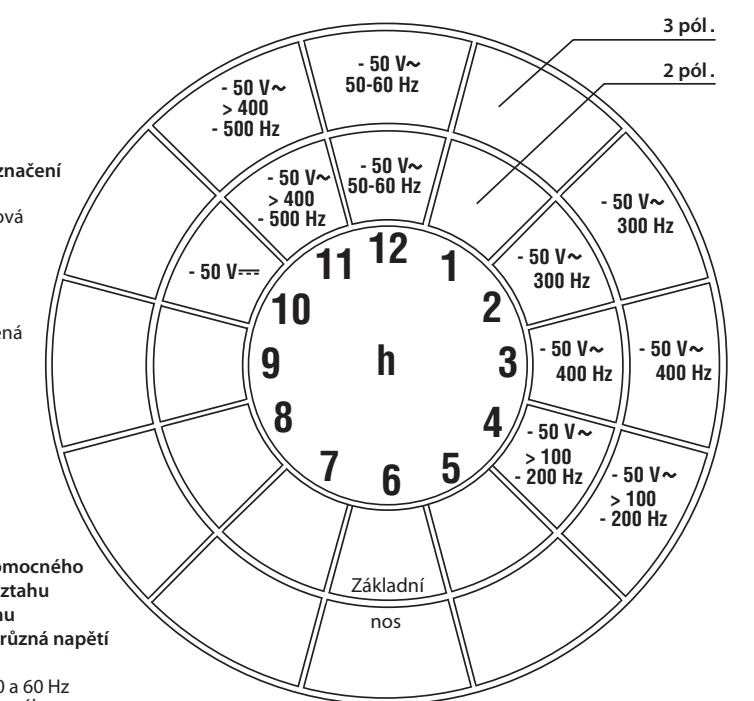 3 pól.
2 pól.
- 50 V~
50-60 Hz
- 50 V~
> 400
- 500 Hz
- 50 V~
50-60 Hz
- 50 V~
> 400
- 500 Hz
- 50 V~
300 Hz
- 50 V~
300 Hz
- 50 V⎓
- 50 V~
400 Hz
- 50 V~
400 Hz
- 50 V~
> 100
- 200 Hz
- 50 V~
> 100
- 200 Hz
12
1
2
3
4
5
6
7
8
9
10
11
h
Základní
nos
značení
ová
ená
omocného
ztahu
nu
různá napětí
0 a 60 Hz